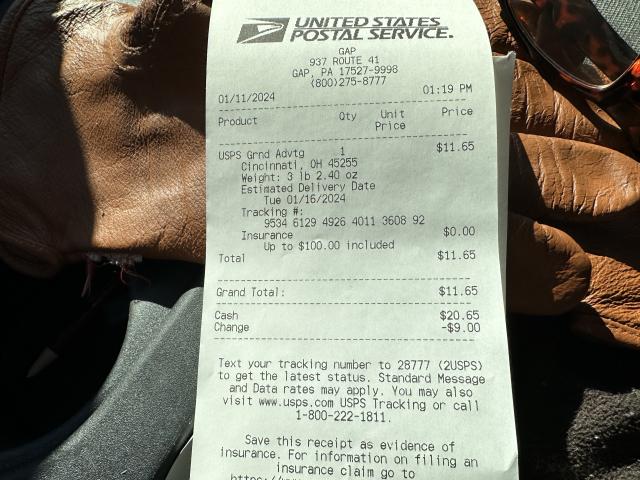 UNITED STATES
POSTAL SERVICE.
GAP
937 ROUTE 41
GAP, PA 17527-9998
(800)275-8777
01/11/2024 01:19 PM
Product Qty Unit Price
Price
USPS Grnd Advtg 1 $11.65
Cincinnati, OH 45255
Weight: 3 lb 2.40 oz
Estimated Delivery Date
Tue 01/16/2024
Tracking #:
9534 6129 4926 4011 3608 92
Insurance $0.00
Up to $100.00 included
Total $11.65
Grand Total: $11.65
Cash $20.65
Change -$9.00
Text your tracking number to 28777 (2USPS)
to get the latest status. Standard Message
and Data rates may apply. You may also
visit www.usps.com USPS Tracking or call
1-800-222-1811.
Save this receipt as evidence of
insurance. For information on filing an
insurance claim go to